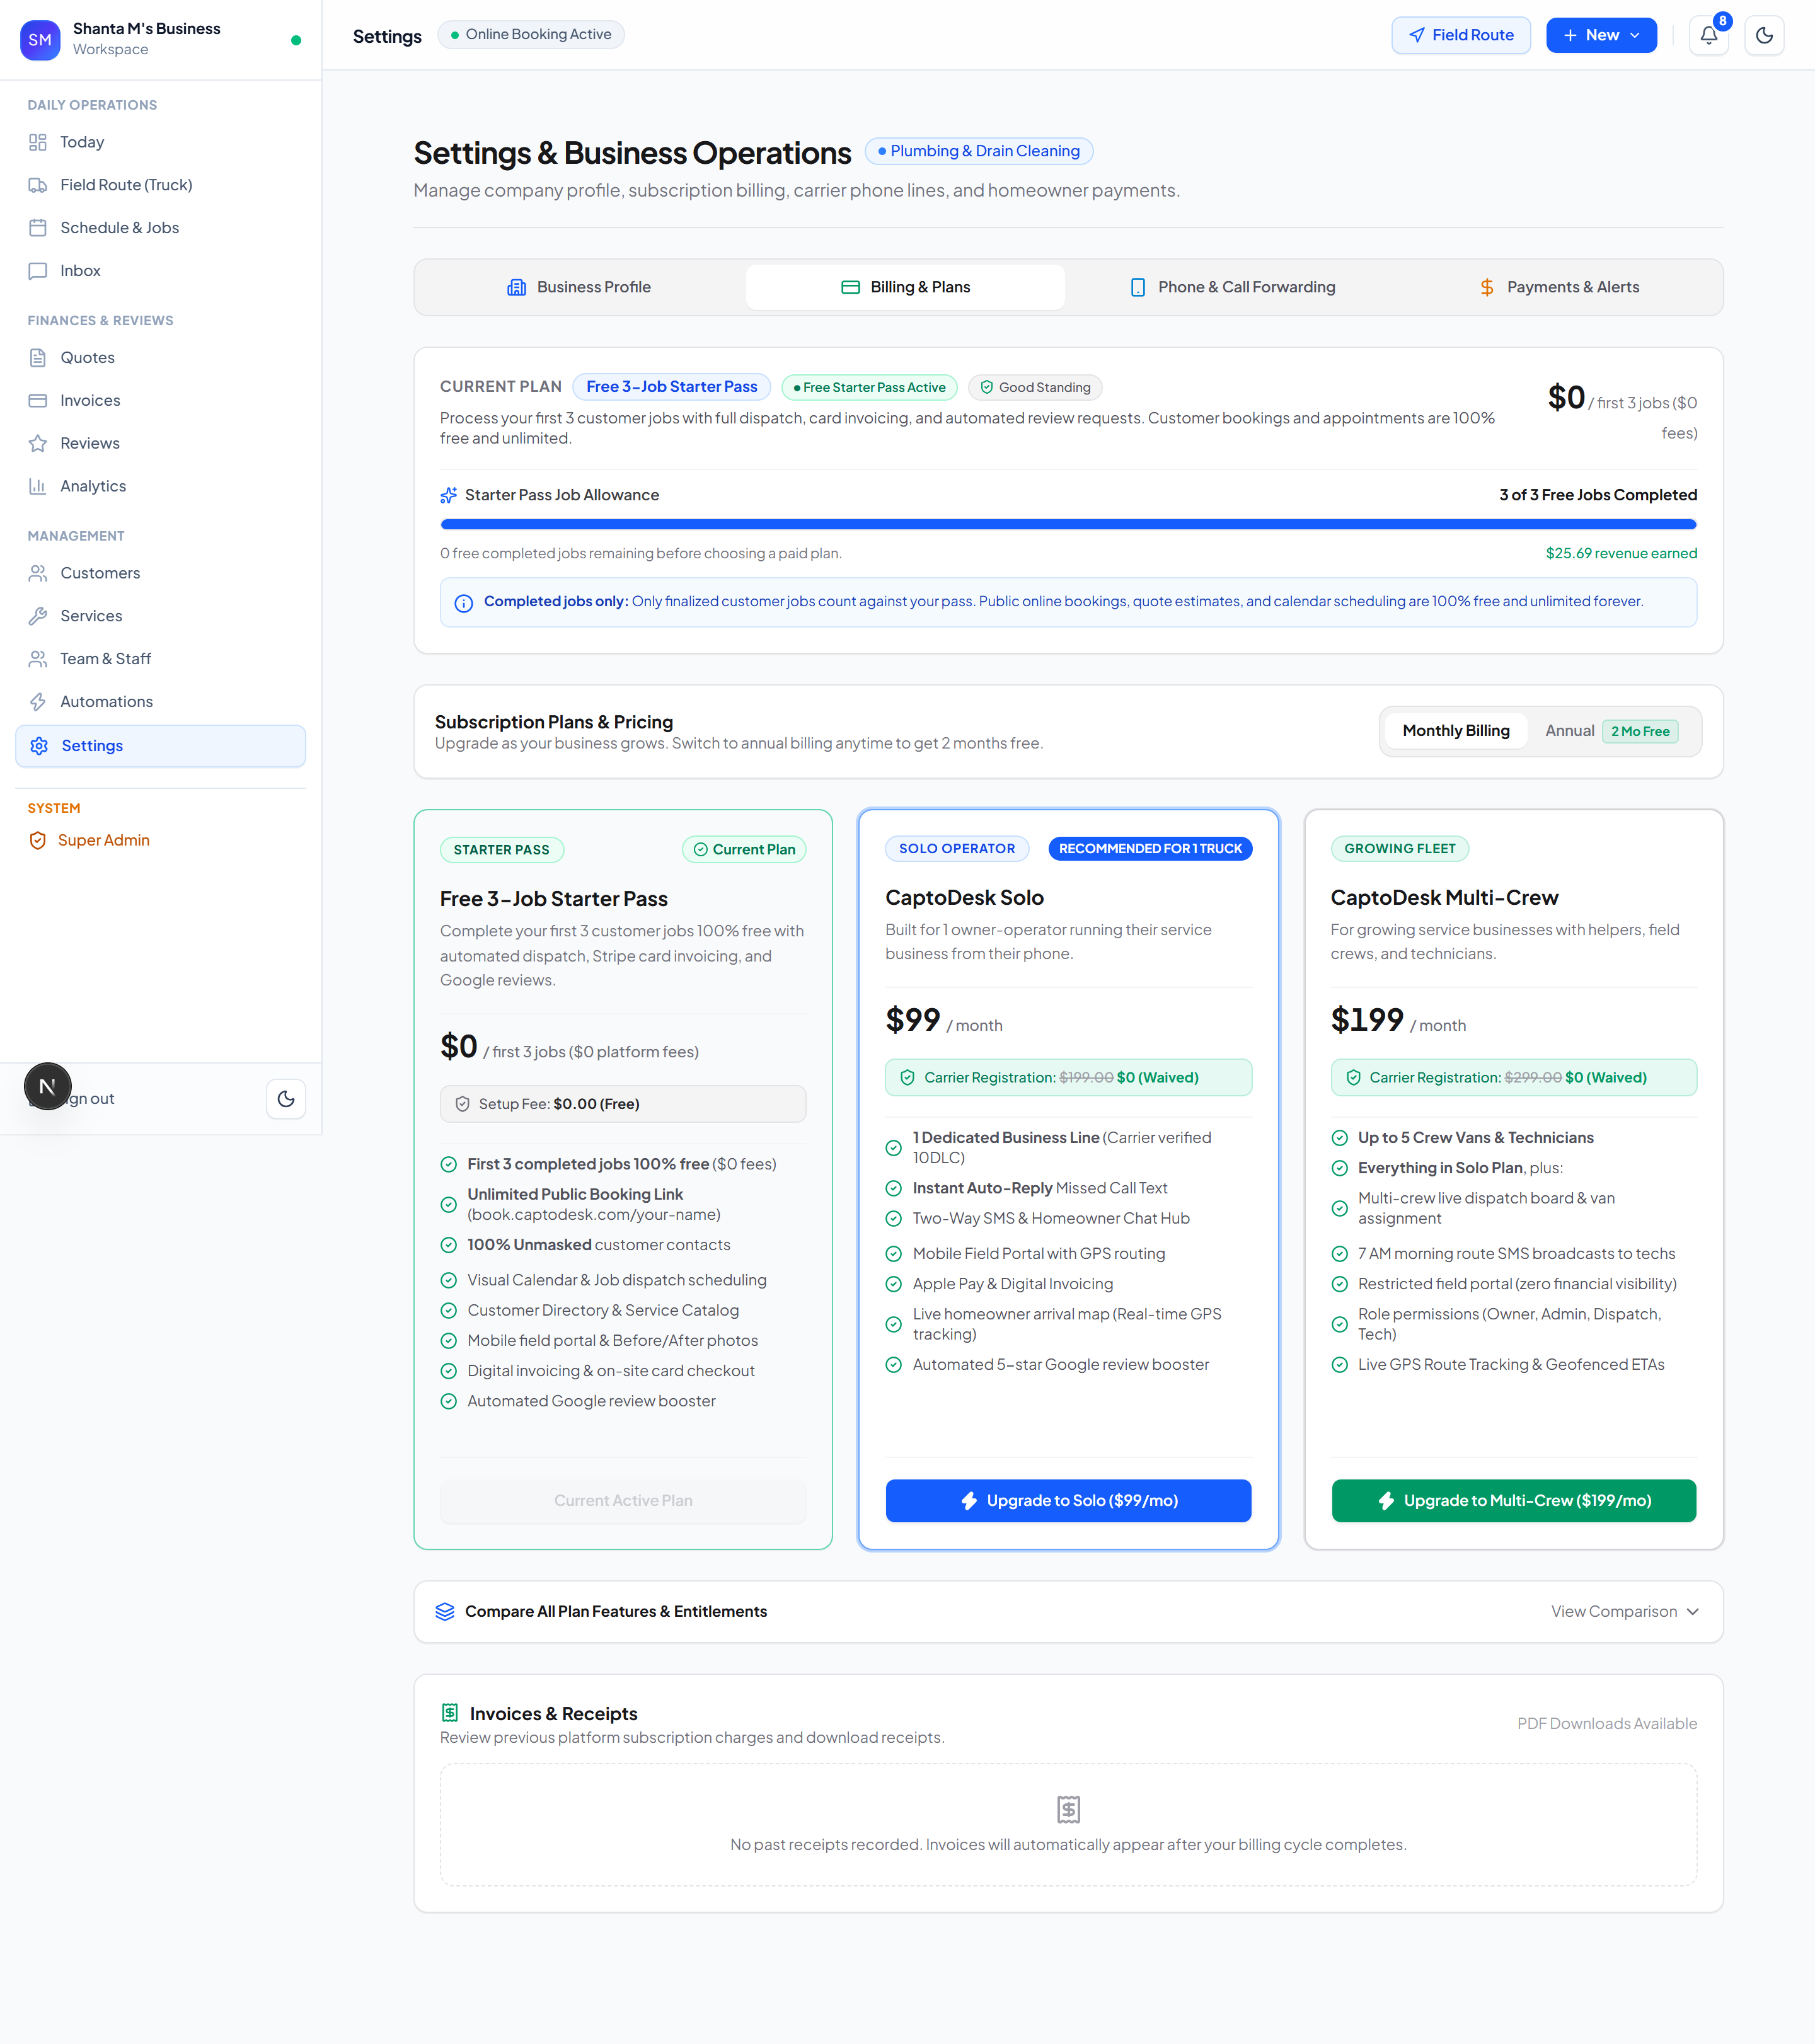 SM
Shanta M's Business
Workspace
Settings
Online Booking Active
Field Route
New
8
DAILY OPERATIONS
Today
Field Route (Truck)
Schedule & Jobs
Inbox
FINANCES & REVIEWS
Quotes
Invoices
Reviews
Analytics
MANAGEMENT
Customers
Services
Team & Staff
Automations
Settings
SYSTEM
Super Admin
N
gn out
Settings & Business Operations
Plumbing & Drain Cleaning
Manage company profile, subscription billing, carrier phone lines, and homeowner payments.
Business Profile
Billing & Plans
Phone & Call Forwarding
Payments & Alerts
CURRENT PLAN
Free 3-Job Starter Pass
Free Starter Pass Active
Good Standing
Process your first 3 customer jobs with full dispatch, card invoicing, and automated review requests. Customer bookings and appointments are 100%
free and unlimited.
$0 / first 3 jobs ($0
fees)
Starter Pass Job Allowance
3 of 3 Free Jobs Completed
0 free completed jobs remaining before choosing a paid plan.
$25.69 revenue earned
Completed jobs only: Only finalized customer jobs count against your pass. Public online bookings, quote estimates, and calendar scheduling are 100% free and unlimited forever.
Subscription Plans & Pricing
Upgrade as your business grows. Switch to annual billing anytime to get 2 months free.
Monthly Billing
Annual
2 Mo Free
STARTER PASS
Current Plan
Free 3-Job Starter Pass
Complete your first 3 customer jobs 100% free with
automated dispatch, Stripe card invoicing, and
Google reviews.
$0 / first 3 jobs ($0 platform fees)
Setup Fee: $0.00 (Free)
First 3 completed jobs 100% free ($0 fees)
Unlimited Public Booking Link
(book.captodesk.com/your-name)
100% Unmasked customer contacts
Visual Calendar & Job dispatch scheduling
Customer Directory & Service Catalog
Mobile field portal & Before/After photos
Digital invoicing & on-site card checkout
Automated Google review booster
Current Active Plan
SOLO OPERATOR
RECOMMENDED FOR 1 TRUCK
CaptoDesk Solo
Built for 1 owner-operator running their service
business from their phone.
$99 / month
Carrier Registration: $199.00 $0 (Waived)
1 Dedicated Business Line (Carrier verified
10DLC)
Instant Auto-Reply Missed Call Text
Two-Way SMS & Homeowner Chat Hub
Mobile Field Portal with GPS routing
Apple Pay & Digital Invoicing
Live homeowner arrival map (Real-time GPS
tracking)
Automated 5-star Google review booster
Upgrade to Solo ($99/mo)
GROWING FLEET
CaptoDesk Multi-Crew
For growing service businesses with helpers, field
crews, and technicians.
$199 / month
Carrier Registration: $299.00 $0 (Waived)
Up to 5 Crew Vans & Technicians
Everything in Solo Plan, plus:
Multi-crew live dispatch board & van
assignment
7 AM morning route SMS broadcasts to techs
Restricted field portal (zero financial visibility)
Role permissions (Owner, Admin, Dispatch,
Tech)
Live GPS Route Tracking & Geofenced ETAs
Upgrade to Multi-Crew ($199/mo)
Compare All Plan Features & Entitlements
View Comparison
Invoices & Receipts
Review previous platform subscription charges and download receipts.
PDF Downloads Available
No past receipts recorded. Invoices will automatically appear after your billing cycle completes.